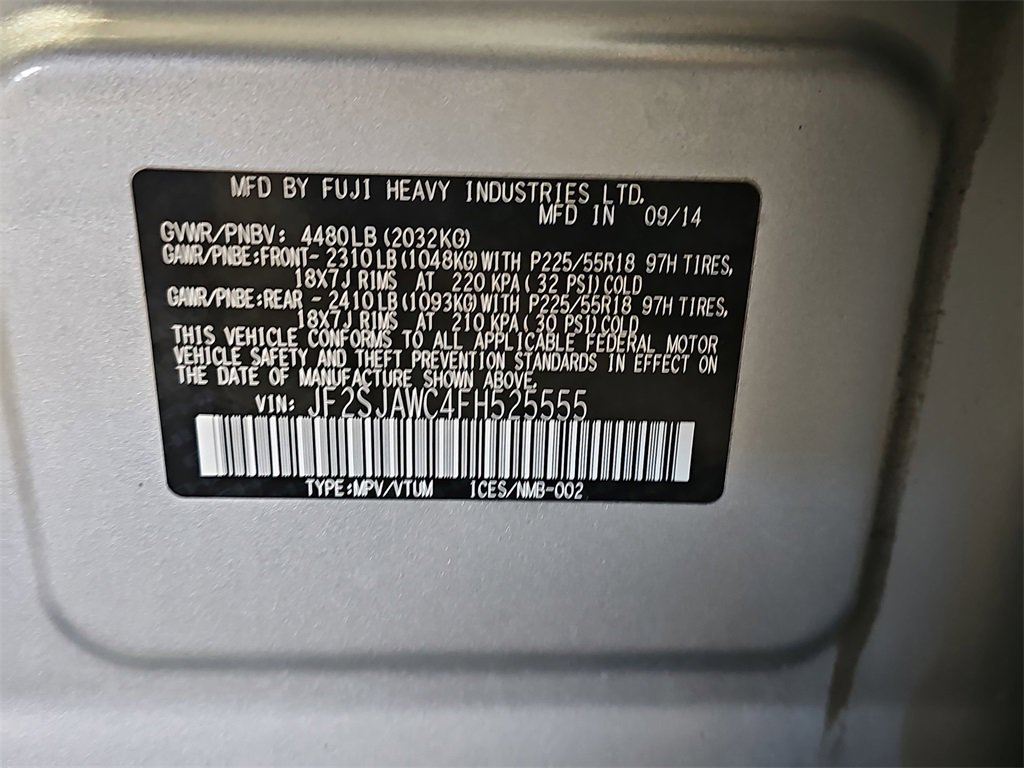 MFD BY FUJI HEAVY INDUSTRIES LTD.
MFD IN 09/14
GVWR/PNBV: 4480LB(2032KG)
GAWR/PNBE:FRONT- 2310LB(1048KG)WITH P225/55R18 97H TIRES,
18X7J RIMS AT 220 KPA( 32 PSI)COLD
GAWR/PNBE:REAR - 2410LB(1093KG)WITH P225/55R18 97H TIRES,
18X7J RIMS AT 210 KPA( 30 PSI)COLD
THIS VEHICLE CONFORMS TO ALL APPLICABLE FEDERAL MOTOR
VEHICLE SAFETY AND THEFT PREVENTION STANDARDS IN EFFECT ON
THE DATE OF MANUFACTURE SHOWN ABOVE.
VIN: JF2SJAWC4FH525555
TYPE:MPV/VTUM ICES/NMB-002